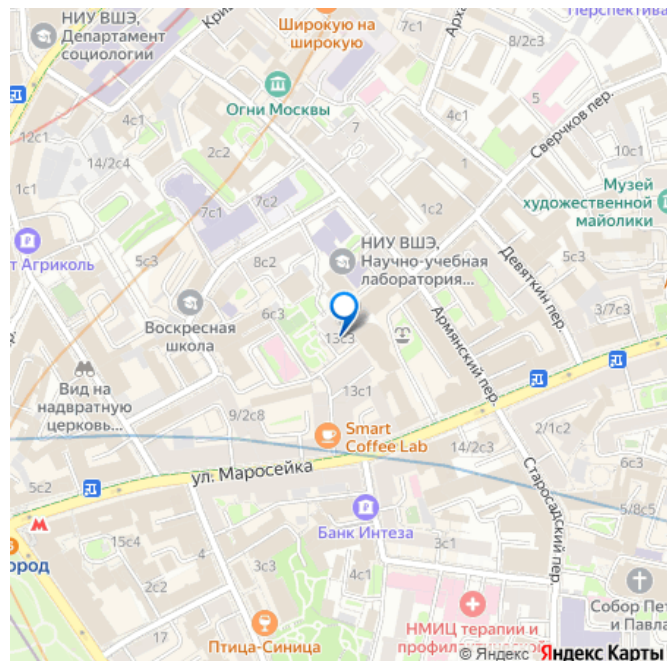 НИУ ВШЭ,
Департамент
социологии
Широкую на
широкую
Перспектива
8/2с3
Огни Москвы
4с1
12с1
14/2с4
2с2
7
5
4с1
Сверчков пер.
10с1
1
1с1
7с1
7с2
1с2
Музей
художественной
майолики
НИУ ВШЭ,
Научно-учебная
лаборатория...
5с3
8с2
5с3
т Агриколь
Девяткин пер.
6с3
Воскресная
школа
13с3
3/7с3
Армянский пер.
Вид на
надвратную
церковь...
13с1
9/2с8
Smart
Coffee Lab
14/2с3
2/1с2
ул. Маросейка
6с3
5с2
Старосадский пер.
5/8с5
Банк Интеза
15с4
4
3с1
ород
3с3
4с1
2с2
17
Птица-Синица
НМИЦ терапии и
Собор Пет
и Павла
© Яндекс Яндекс Карты